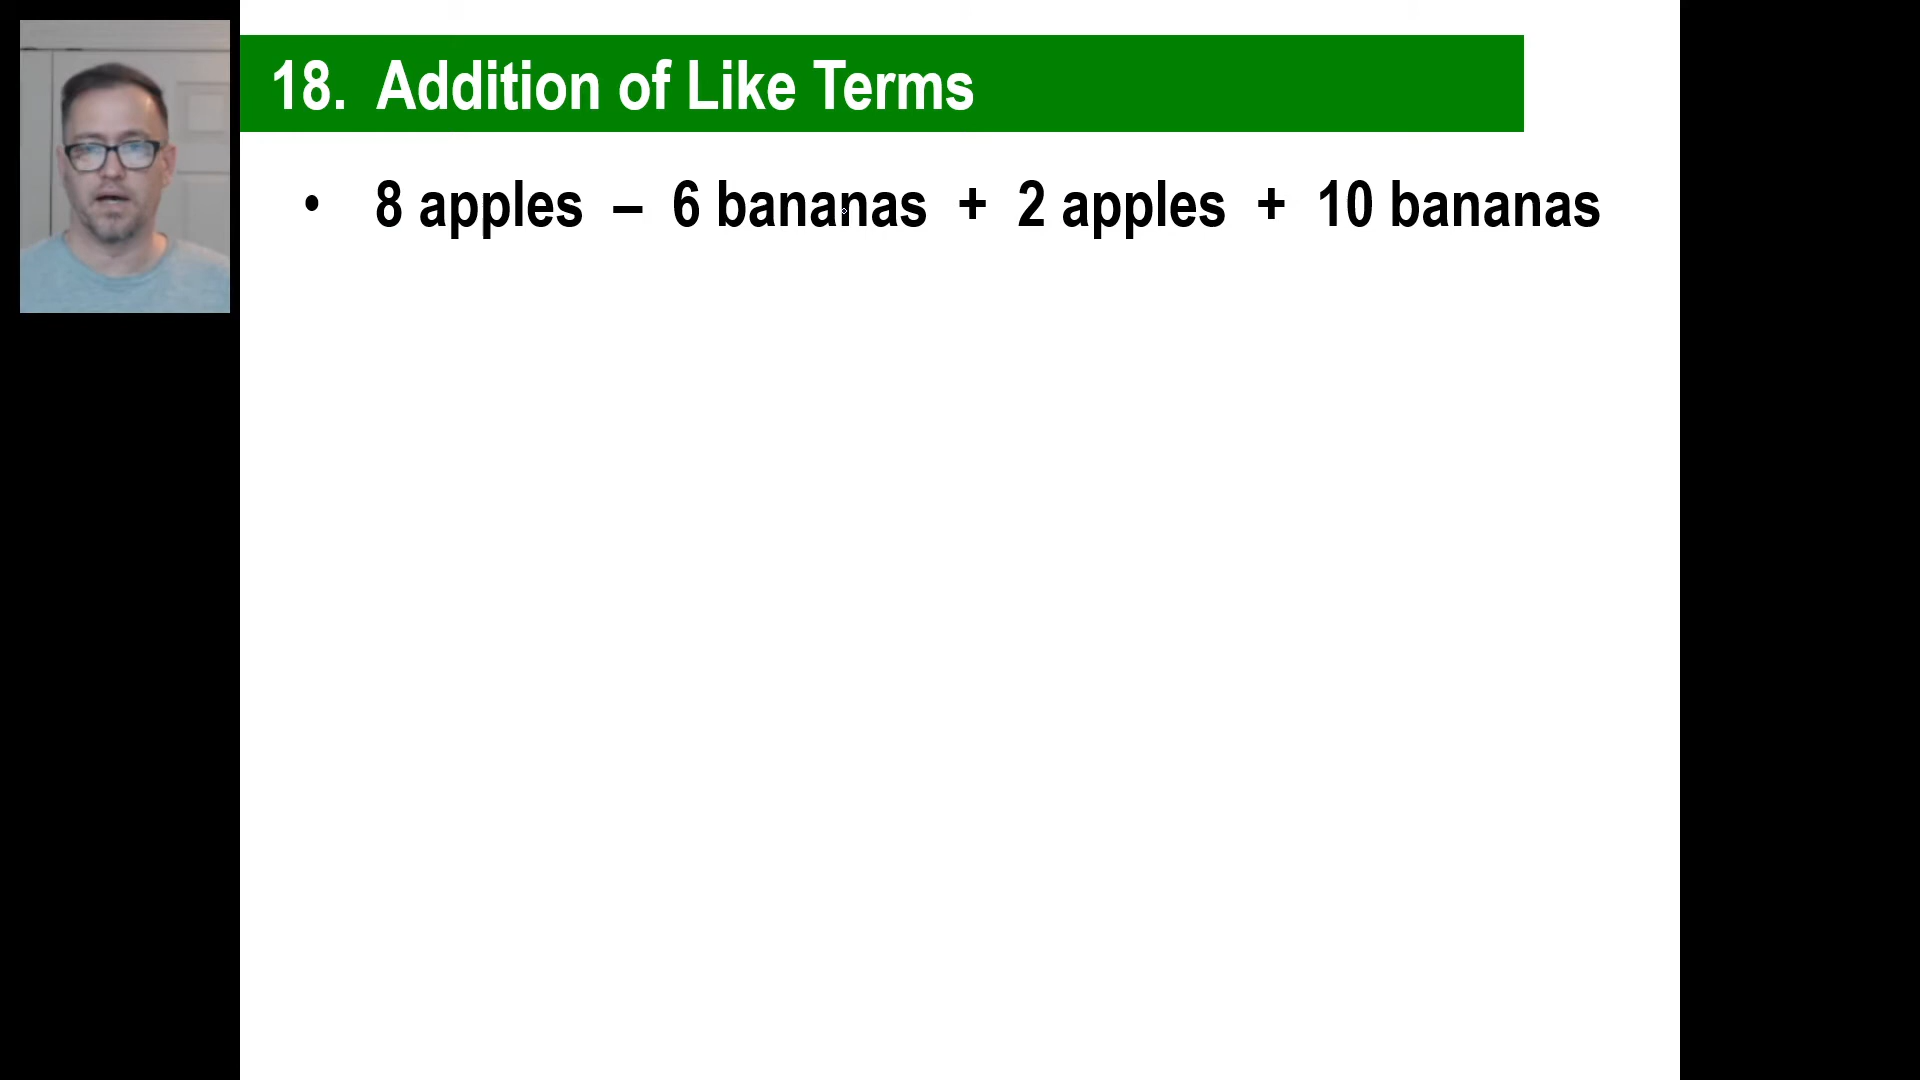 18. Addition of Like Terms
• 8 apples – 6 bananas + 2 apples + 10 bananas